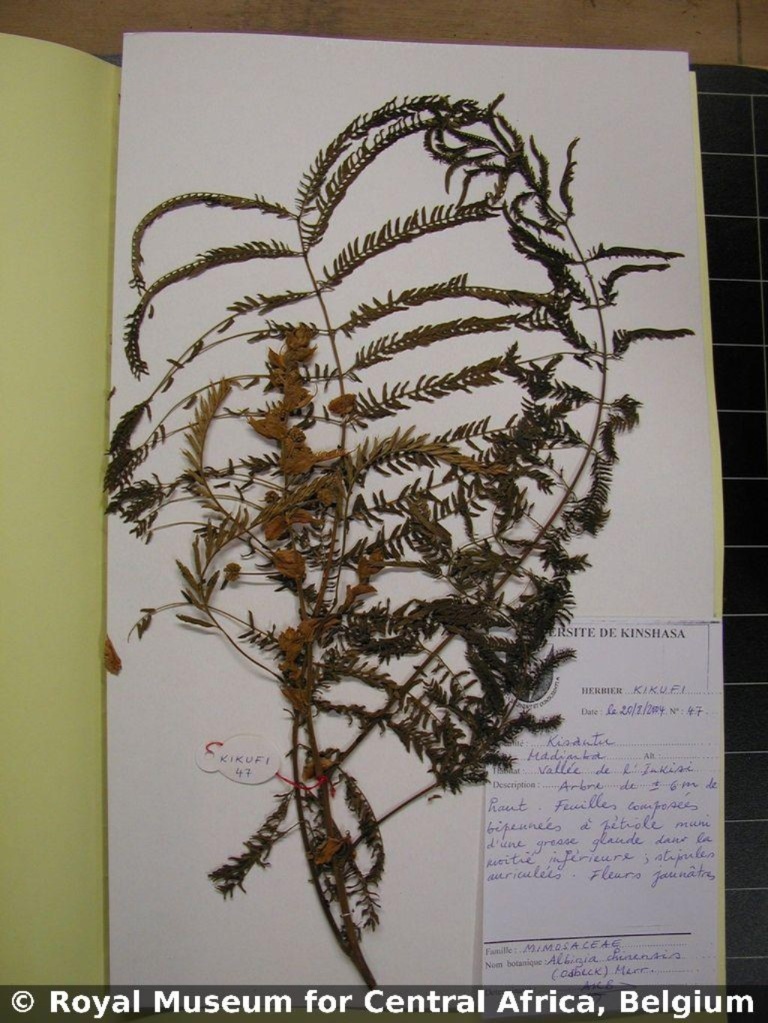 ERSITE DE KINSHASA
HERBIER KIKUFI
Date : le 20/8/2004 N° : 47
Kisantu
Madimba Alt :
Vallée de l'Inkisi
Description : Arbre de ± 6 m de
haut. Feuilles composées
bipennées à pétiole muni
d'une grosse glande dans la
moitié inférieure ; stipules
auriculées. Fleurs jaunâtres
Famille : MIMOSACEAE
Nom botanique : Albizia chinensis
(Osbeck) Merr.
KIKUFI
47
© Royal Museum for Central Africa, Belgium